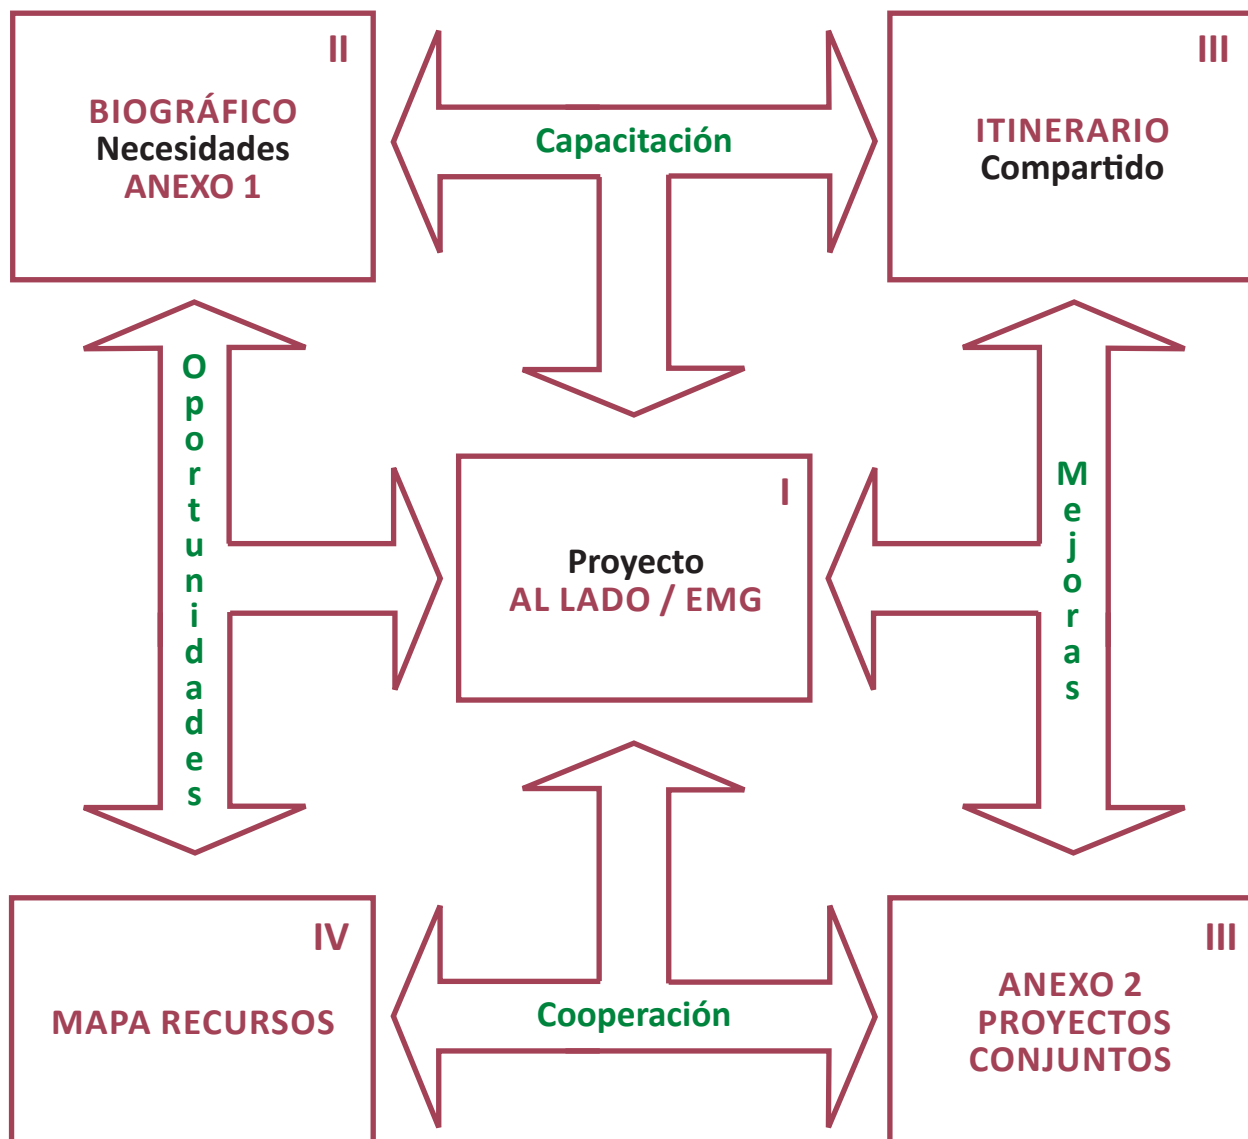 II
BIOGRÁFICO
Necesidades
ANEXO 1
Capacitación
III
ITINERARIO
Compartido
Oportunidades
I
Proyecto
AL LADO / EMG
Mejoras
IV
MAPA RECURSOS
Cooperación
III
ANEXO 2
PROYECTOS
CONJUNTOS